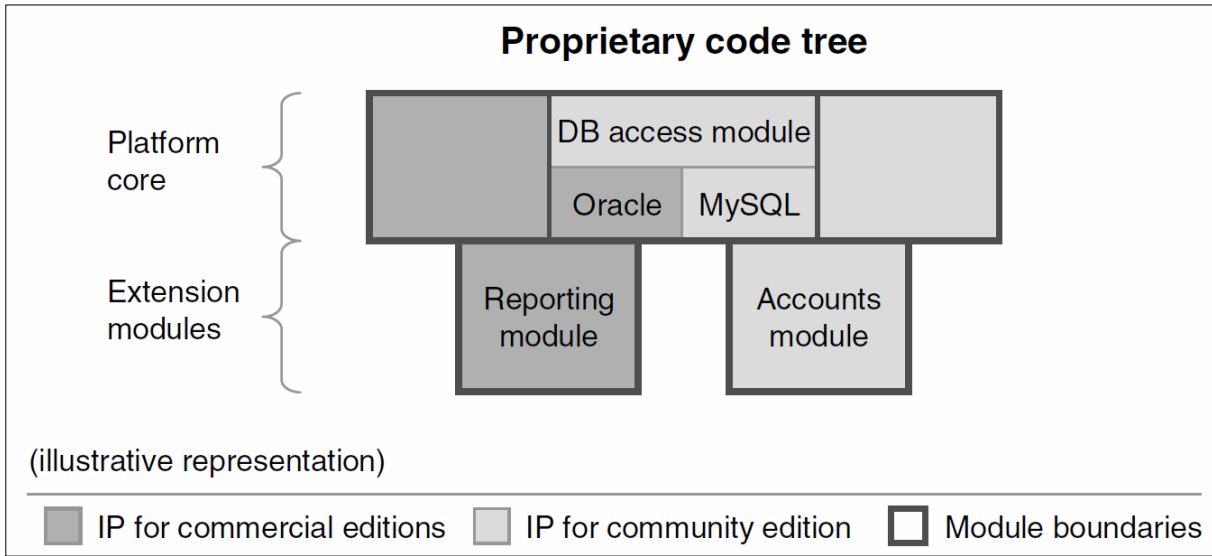 Proprietary code tree
Platform
core
DB access module
Oracle
MySQL
Extension
modules
Reporting
module
Accounts
module
(illustrative representation)
IP for commercial editions
IP for community edition
Module boundaries